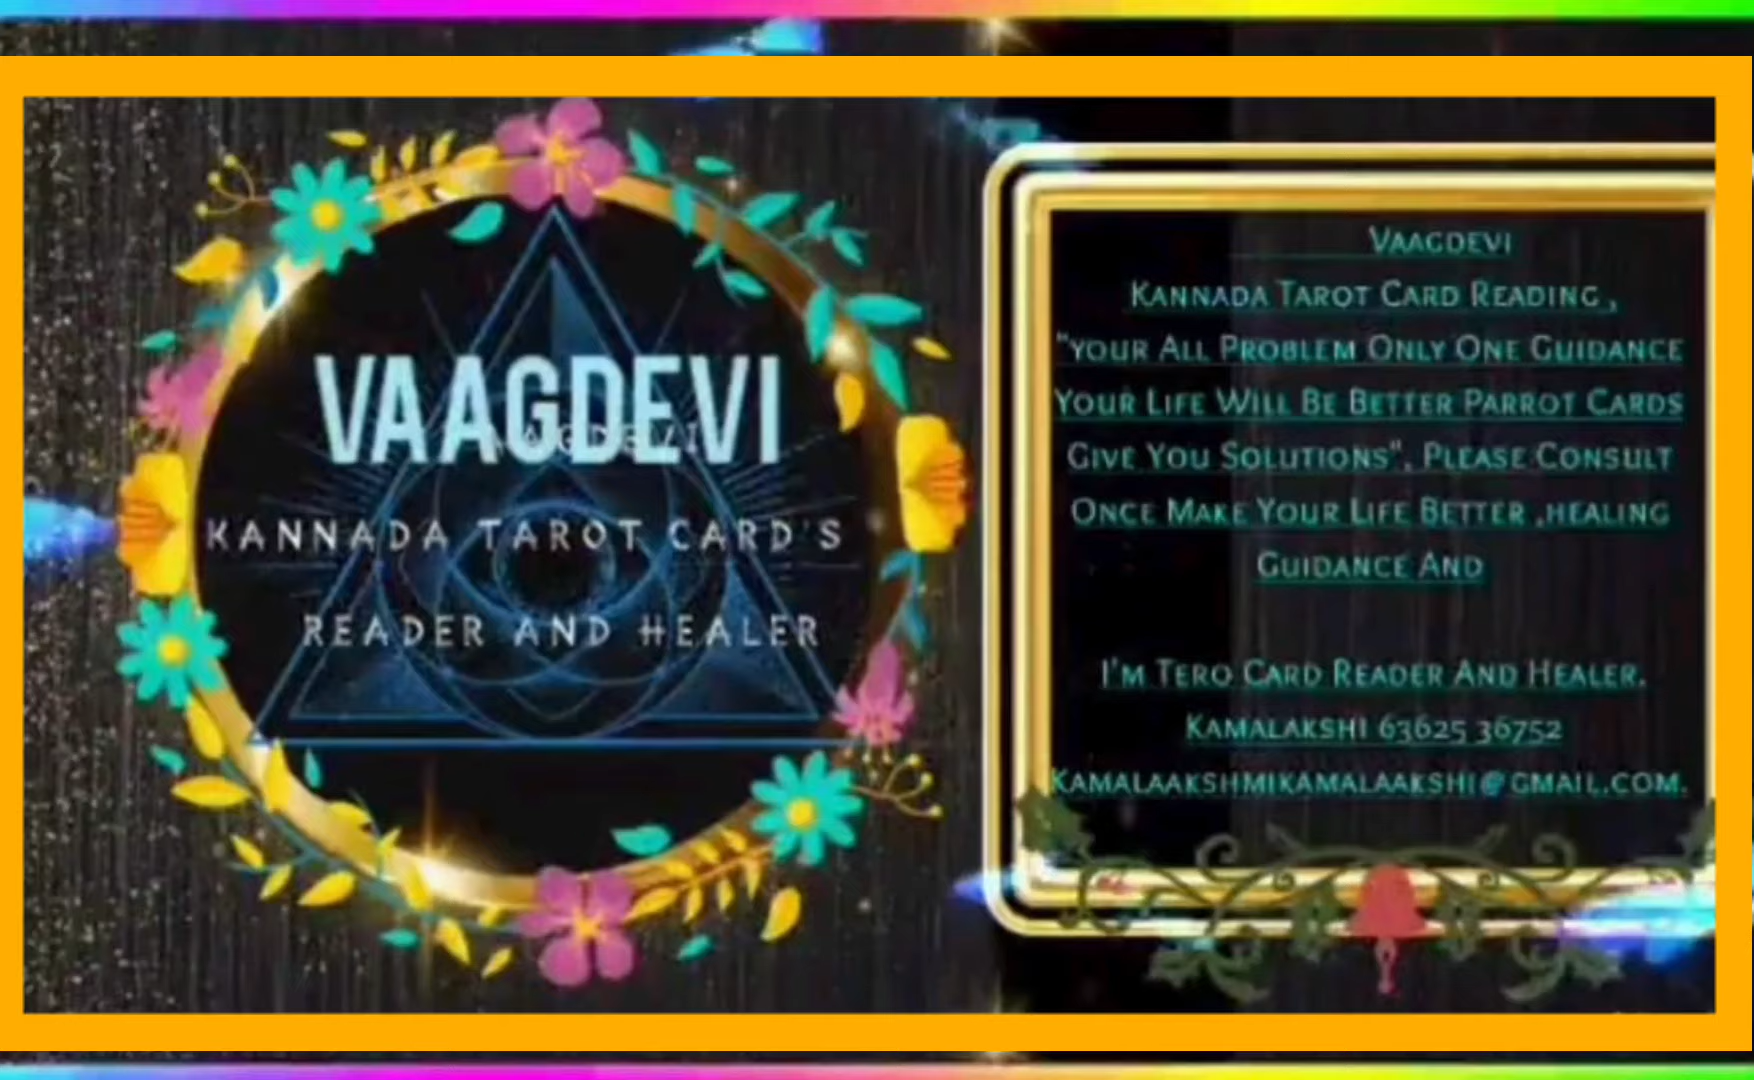 VAAGDEVI
KANNADA TAROT CARD'S
READER AND HEALER
VAAGDEVI
KANNADA TAROT CARD READING ,
"YOUR ALL PROBLEM ONLY ONE GUIDANCE
YOUR LIFE WILL BE BETTER PARROT CARDS
GIVE YOU SOLUTIONS", PLEASE CONSULT
ONCE MAKE YOUR LIFE BETTER ,HEALING
GUIDANCE AND
I'M TERO CARD READER AND HEALER.
KAMALAKSHI 63625 36752
KAMALAAKSHMIKAMALAAKSHI@GMAIL.COM.